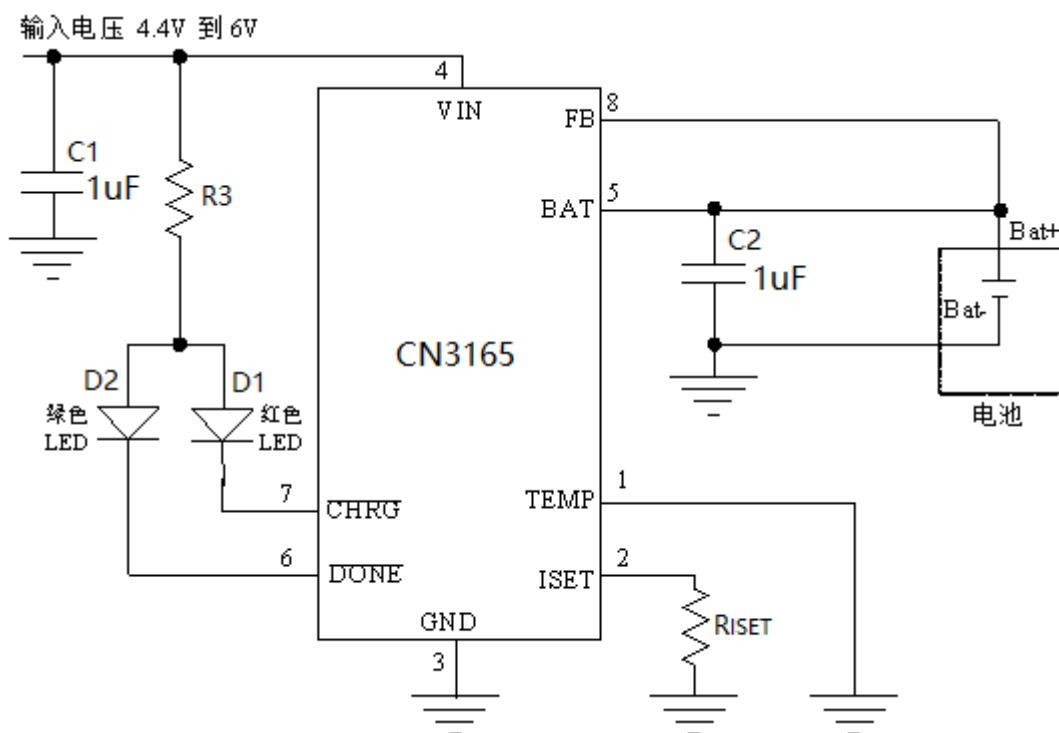 输入电压 4.4V 到 6V
4
VIN
8
FB
C1
1uF
R3
5
BAT
C2
1uF
Bat+
Bat-
CN3165
D2
D1
绿色
LED
红色
LED
电池
7
CHRG
1
TEMP
6
DONE
2
ISET
GND
3
RISET